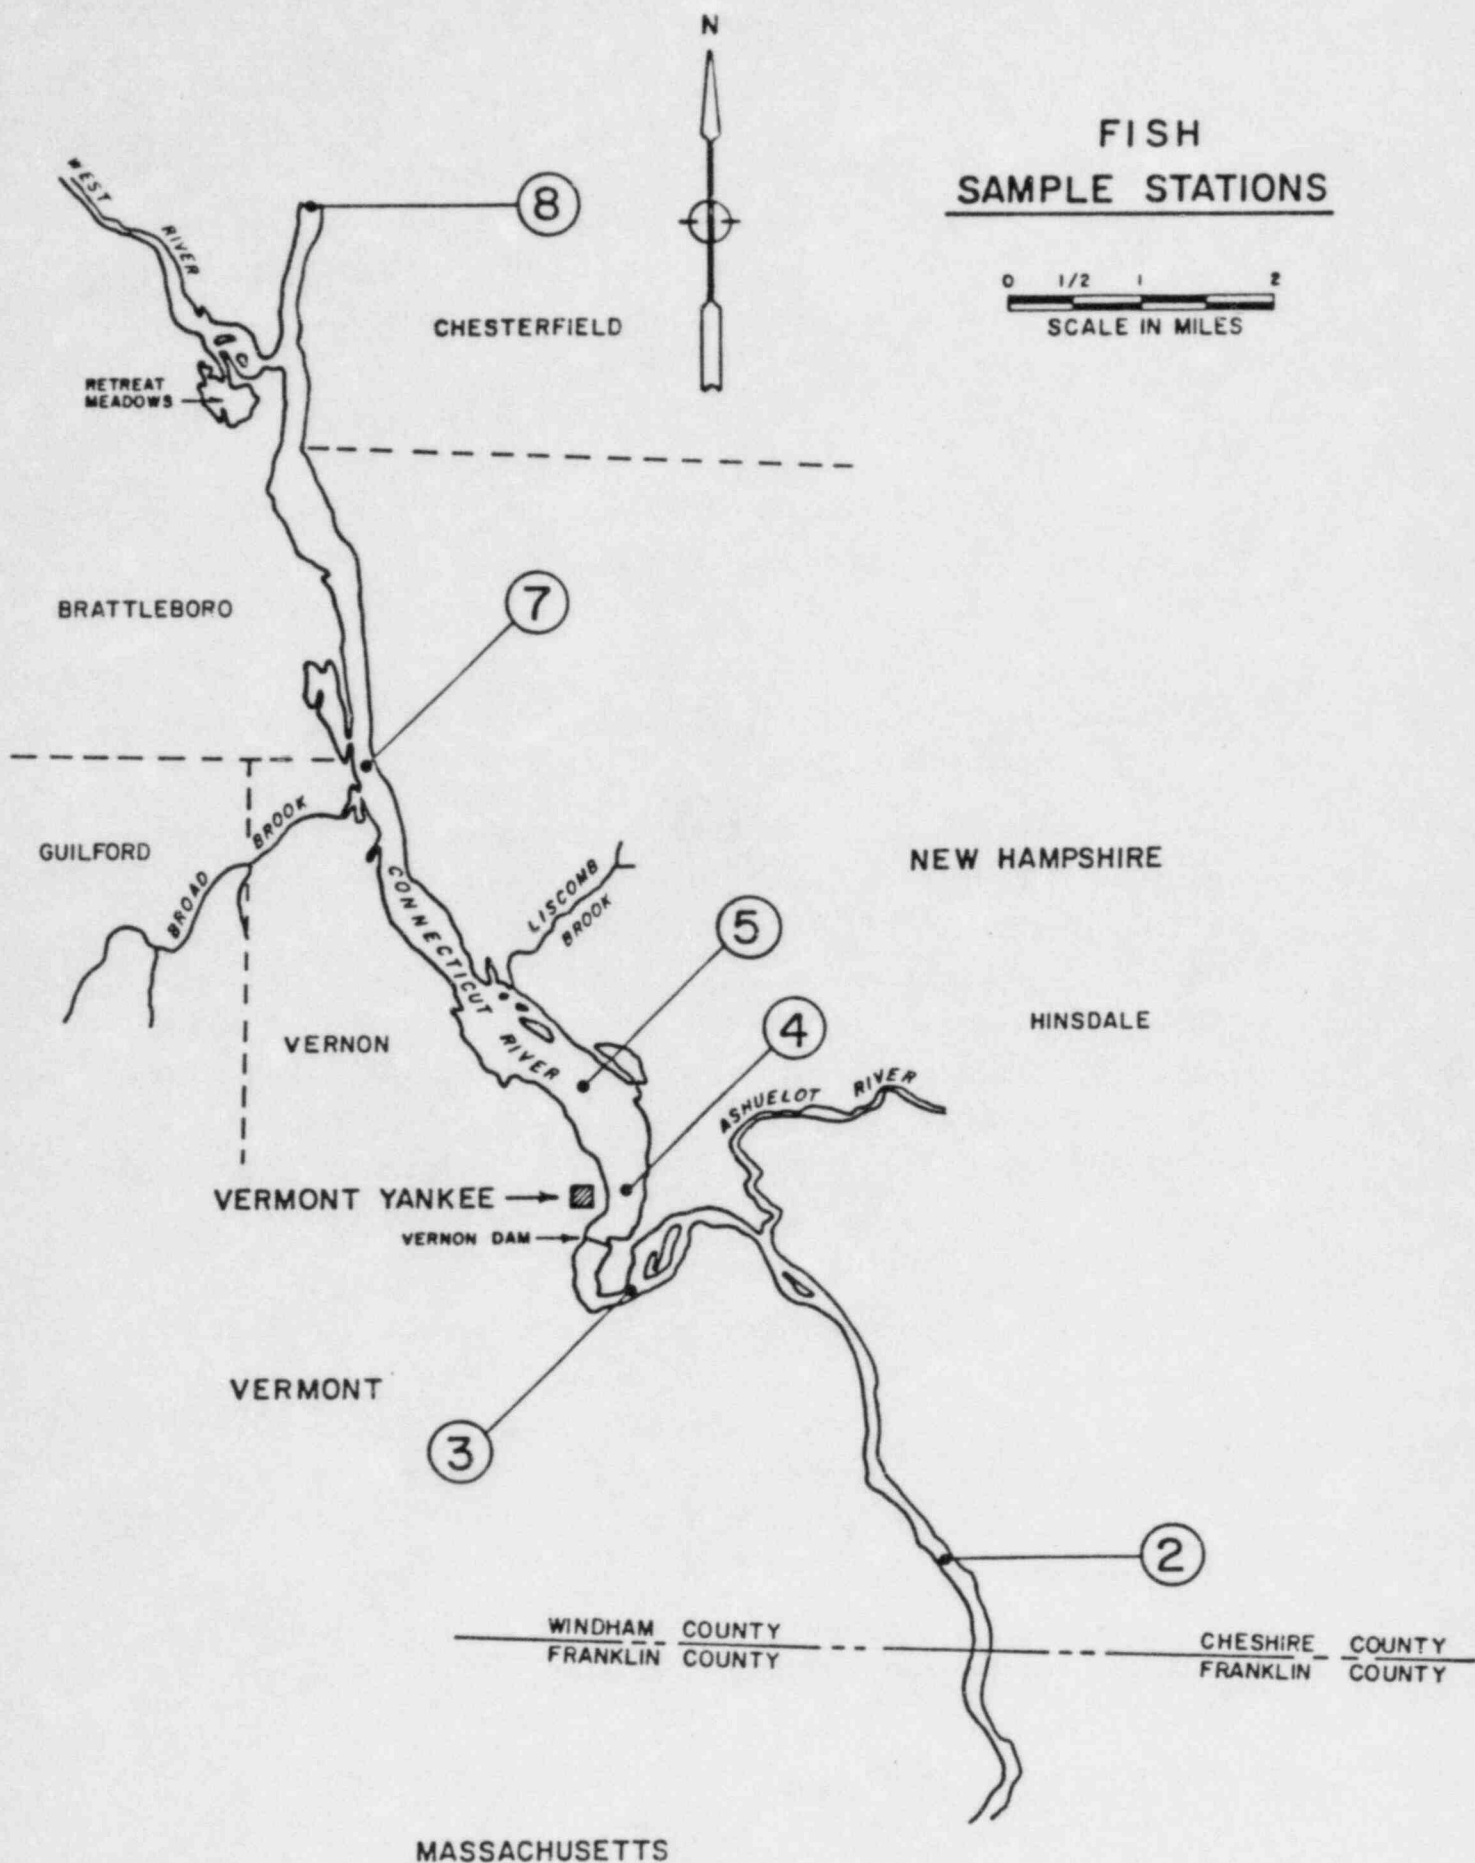 N
FISH
SAMPLE STATIONS
0 1/2 1 2
SCALE IN MILES
WEST RIVER
8
CHESTERFIELD
RETREAT
MEADOWS
BRATTLEBORO
7
GUILFORD
BROAD BROOK
CONNECTICUT RIVER
LISCOMB
BROOK
NEW HAMPSHIRE
5
VERNON
4
HINSDALE
ASHUELOT RIVER
VERMONT YANKEE
VERNON DAM
VERMONT
3
2
WINDHAM COUNTY
FRANKLIN COUNTY
CHESHIRE COUNTY
FRANKLIN COUNTY
MASSACHUSETTS